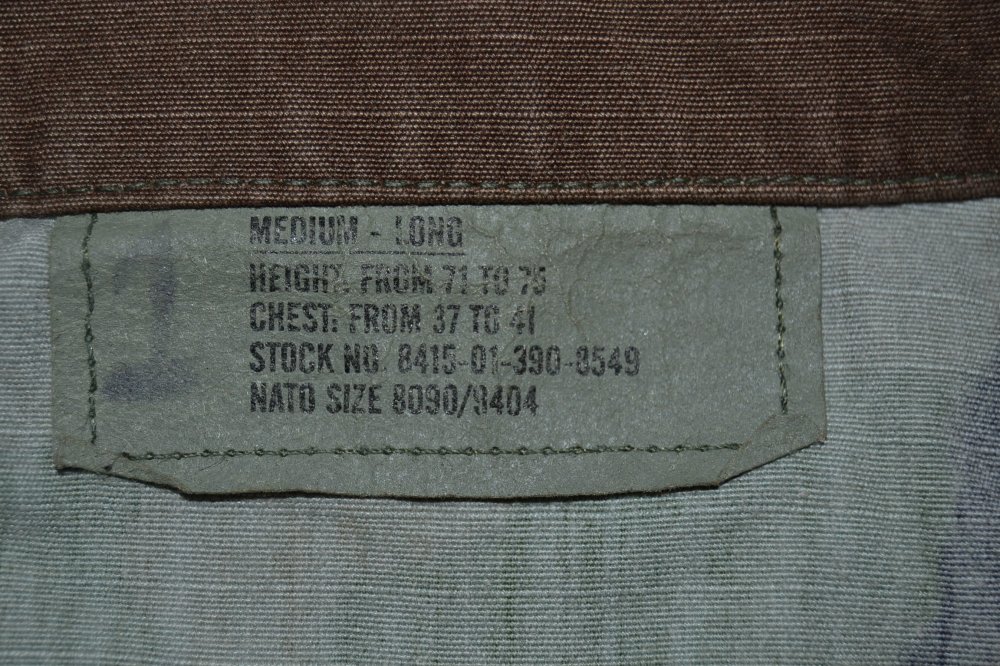 MEDIUM - LONG
HEIGHT: FROM 71 TO 75
CHEST: FROM 37 TO 41
STOCK NO. 8415-01-390-8549
NATO SIZE 8090/9404
1